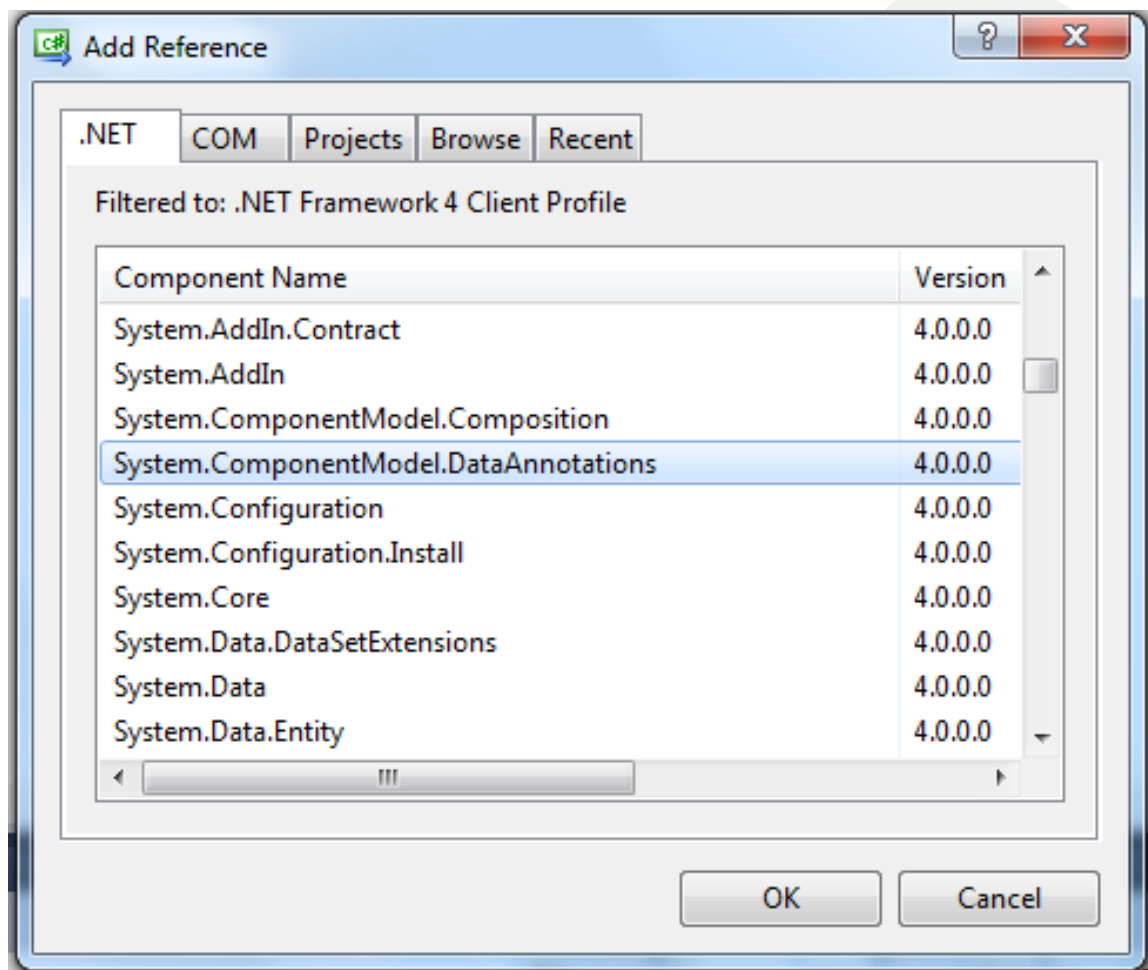 C# Add Reference ? X
.NET COM Projects Browse Recent
Filtered to: .NET Framework 4 Client Profile
Component Name Version
System.AddIn.Contract 4.0.0.0
System.AddIn 4.0.0.0
System.ComponentModel.Composition 4.0.0.0
System.ComponentModel.DataAnnotations 4.0.0.0
System.Configuration 4.0.0.0
System.Configuration.Install 4.0.0.0
System.Core 4.0.0.0
System.Data.DataSetExtensions 4.0.0.0
System.Data 4.0.0.0
System.Data.Entity 4.0.0.0
OK Cancel